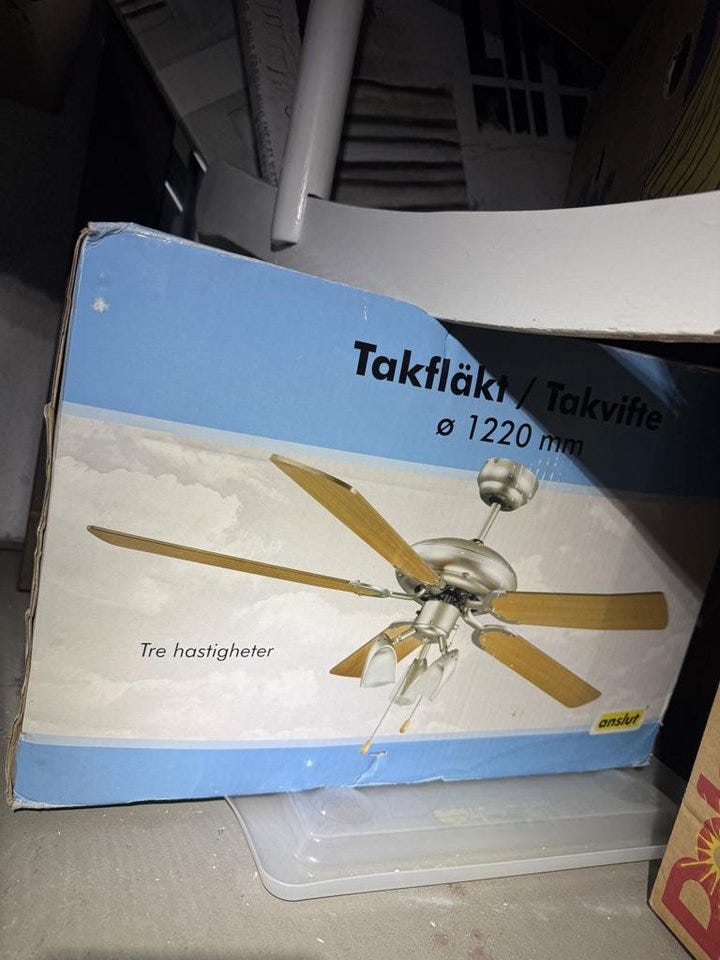 Takfläkt / Takvifte
ø 1220 mm
Tre hastigheter
anslut